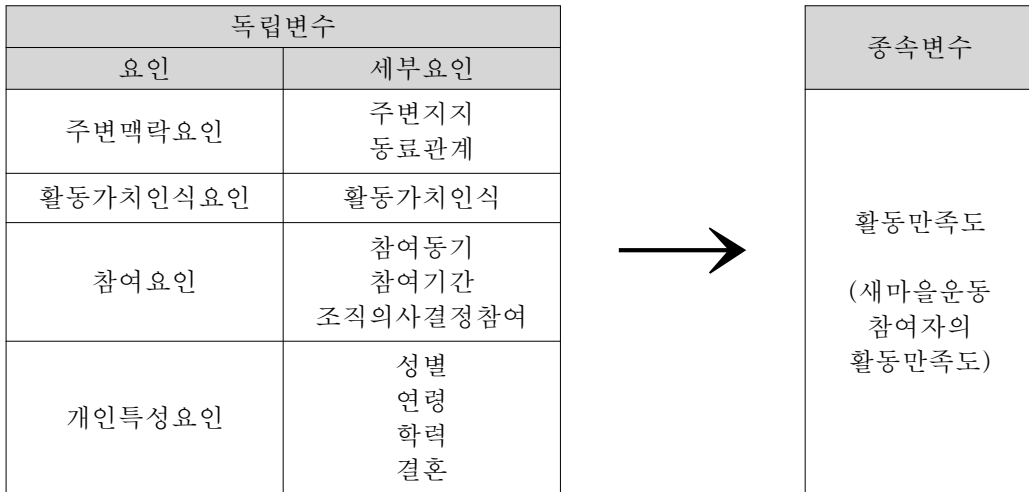 독립변수
요인 세부요인
주변맥락요인
주변지지
동료관계
활동가치인식요인 활동가치인식
참여요인
참여동기
참여기간
조직의사결정참여
개인특성요인
성별
연령
학력
결혼
종속변수
활동만족도
(새마을운동
참여자의
활동만족도)